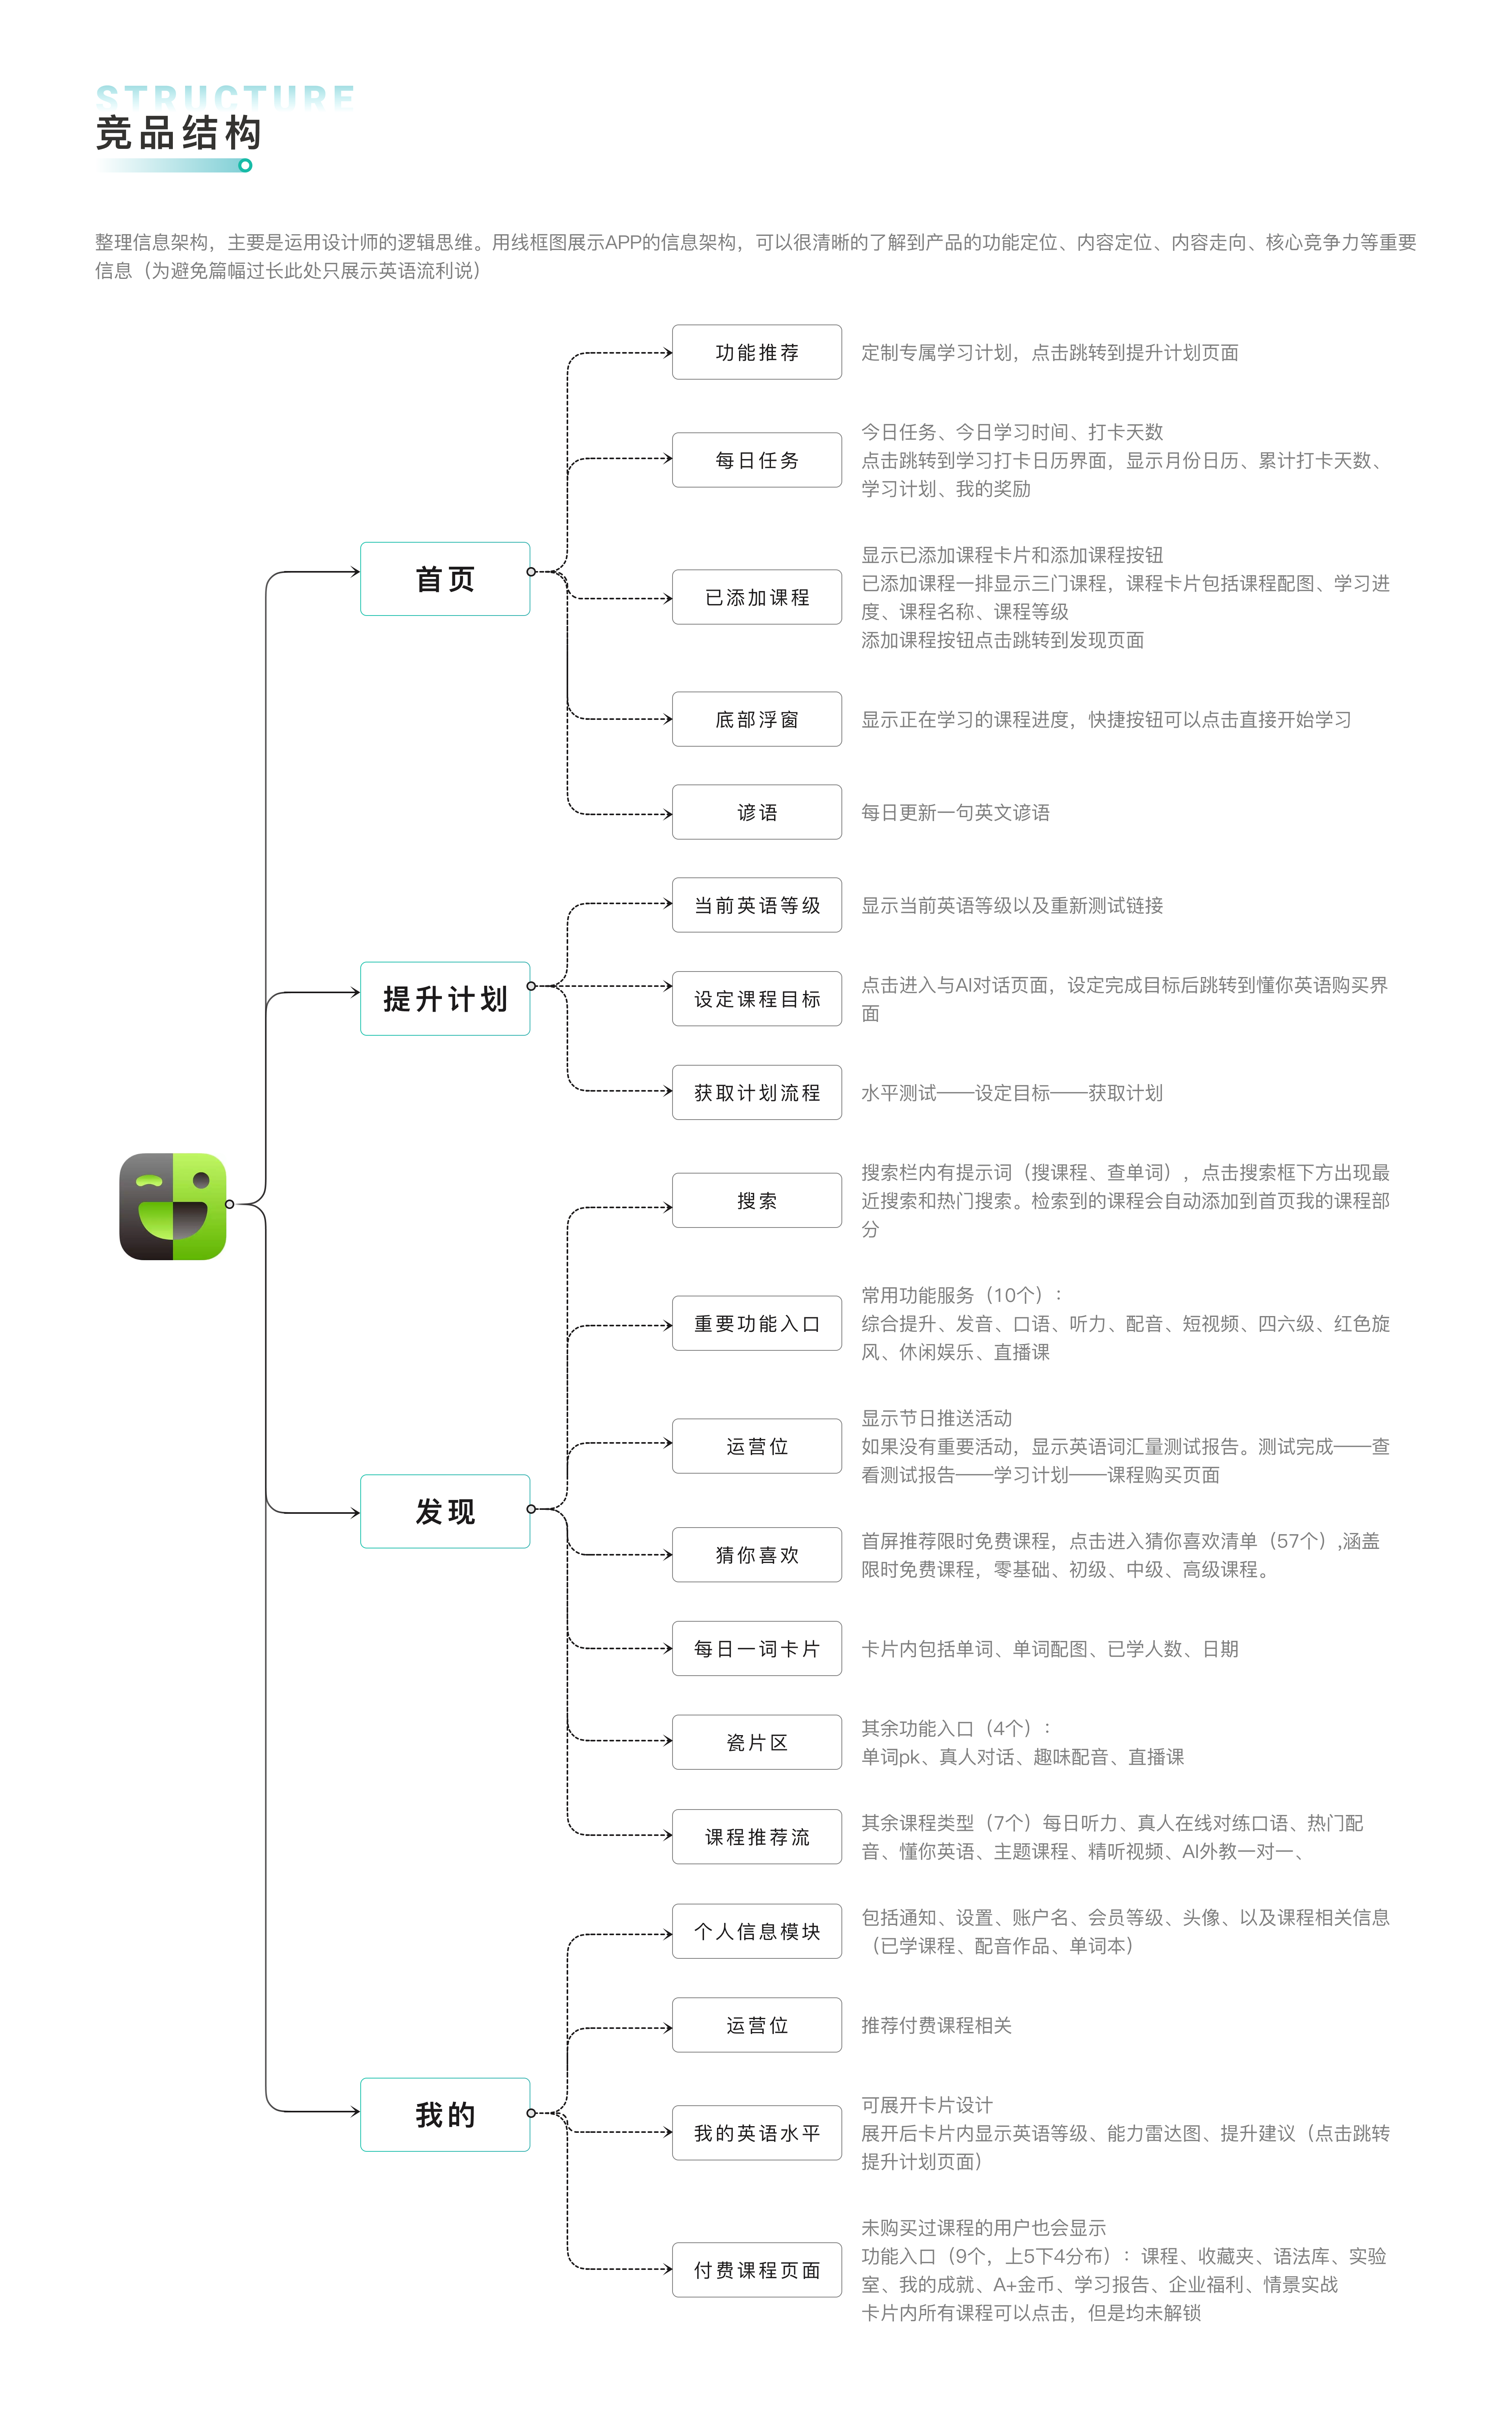 STRUCTURE
竞品结构
整理信息架构，主要是运用设计师的逻辑思维。用线框图展示APP的信息架构，可以很清晰的了解到产品的功能定位、内容定位、内容走向、核心竞争力等重要
信息（为避免篇幅过长此处只展示英语流利说）
首页
功能推荐
定制专属学习计划，点击跳转到提升计划页面
每日任务
今日任务、今日学习时间、打卡天数
点击跳转到学习打卡日历界面，显示月份日历、累计打卡天数、
学习计划、我的奖励
已添加课程
显示已添加课程卡片和添加课程按钮
已添加课程一排显示三门课程，课程卡片包括课程配图、学习进
度、课程名称、课程等级
添加课程按钮点击跳转到发现页面
底部浮窗
显示正在学习的课程进度，快捷按钮可以点击直接开始学习
谚语
每日更新一句英文谚语
提升计划
当前英语等级
显示当前英语等级以及重新测试链接
设定课程目标
点击进入与AI对话页面，设定完成目标后跳转到懂你英语购买界
面
获取计划流程
水平测试——设定目标——获取计划
发现
搜索
搜索栏内有提示词（搜课程、查单词），点击搜索框下方出现最
近搜索和热门搜索。检索到的课程会自动添加到首页我的课程部
分
重要功能入口
常用功能服务（10个）：
综合提升、发音、口语、听力、配音、短视频、四六级、红色旋
风、休闲娱乐、直播课
运营位
显示节日推送活动
如果没有重要活动，显示英语词汇量测试报告。测试完成——查
看测试报告——学习计划——课程购买页面
猜你喜欢
首屏推荐限时免费课程，点击进入猜你喜欢清单（57个）,涵盖
限时免费课程，零基础、初级、中级、高级课程。
每日一词卡片
卡片内包括单词、单词配图、已学人数、日期
瓷片区
其余功能入口（4个）：
单词pk、真人对话、趣味配音、直播课
课程推荐流
其余课程类型（7个）每日听力、真人在线对练口语、热门配
音、懂你英语、主题课程、精听视频、AI外教一对一、
我的
个人信息模块
包括通知、设置、账户名、会员等级、头像、以及课程相关信息
（已学课程、配音作品、单词本）
运营位
推荐付费课程相关
我的英语水平
可展开卡片设计
展开后卡片内显示英语等级、能力雷达图、提升建议（点击跳转
提升计划页面）
付费课程页面
未购买过课程的用户也会显示
功能入口（9个，上5下4分布）：课程、收藏夹、语法库、实验
室、我的成就、A+金币、学习报告、企业福利、情景实战
卡片内所有课程可以点击，但是均未解锁